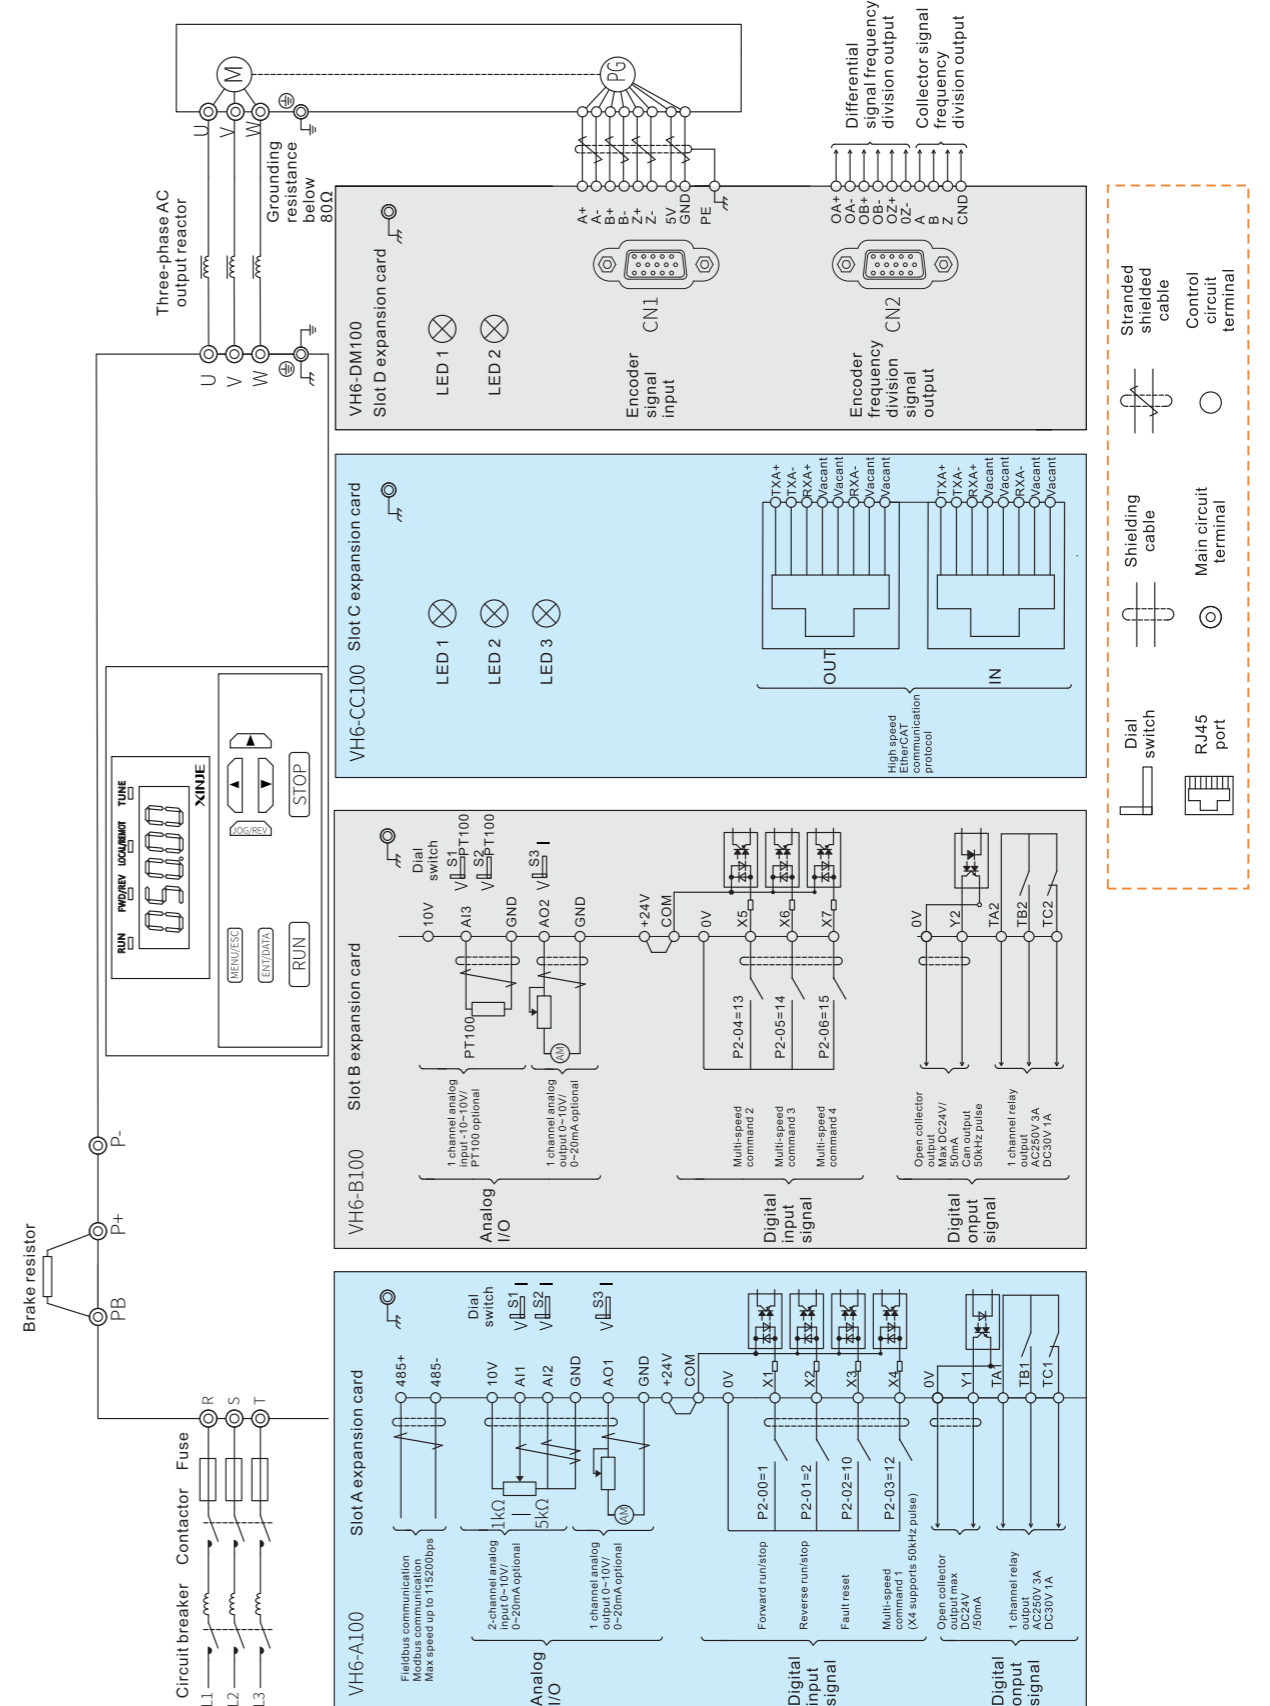 Circuit breaker
Contactor
Fuse
L1
L2
L3
R
S
T
Brake resistor
PB
P+
P-
RUN
FWD/REV
LOCAL/REMOT
TUNE
050.00
XINJE
MENU/ESC
ENT/DATA
JOG/REV
RUN
STOP
U
V
W
Three-phase AC
output reactor
U
V
W
M
PG
Grounding
resistance
below
80Ω
VH6-A100
Slot A expansion card
Fieldbus communication
Modbus communication
Max speed up to 115200bps
485+
485-
Dial
switch
V
S1
I
V
S2
I
V
S3
I
2-channel analog
input 0~10V/
0~20mA optional
1kΩ
|
5kΩ
10V
AI1
AI2
GND
1 channel analog
output 0~10V/
0~20mA optional
AM
AO1
GND
Analog
I/O
+24V
COM
0V
X1
X2
X3
X4
P2-00=1
P2-01=2
P2-02=10
P2-03=12
Forward run/stop
Reverse run/stop
Fault reset
Multi-speed
command 1
(X4 supports 50kHz pulse)
Digital
input
signal
0V
Y1
TA1
TB1
TC1
Open collector
output max
DC24V
/50mA
1 channel relay
output
AC250V 3A
DC30V 1A
Digital
onput
signal
VH6-B100
Slot B expansion card
Dial
switch
V
S1
PT100
V
S2
PT100
V
S3
I
10V
AI3
GND
AO2
GND
PT100
AM
1 channel analog
input -10~10V/
PT100 optional
1 channel analog
output 0~10V/
0~20mA optional
Analog
I/O
+24V
COM
0V
X5
X6
X7
P2-04=13
P2-05=14
P2-06=15
Multi-speed
command 2
Multi-speed
command 3
Multi-speed
command 4
Digital
input
signal
0V
Y2
TA2
TB2
TC2
Open collector
output
Max DC24V/
50mA
Can output
50kHz pulse
1 channel relay
output
AC250V 3A
DC30V 1A
Digital
onput
signal
VH6-CC100
Slot C expansion card
LED 1
LED 2
LED 3
TXA+
TXA-
RXA+
Vacant
Vacant
RXA-
Vacant
Vacant
OUT
TXA+
TXA-
RXA+
Vacant
Vacant
RXA-
Vacant
Vacant
IN
High speed
EtherCAT
communication
protocol
VH6-DM100
Slot D expansion card
LED 1
LED 2
A+
A-
B+
B-
Z+
Z-
5V
GND
PE
CN1
Encoder
signal
input
OA+
OA-
OB+
OB-
OZ+
0Z-
A
B
Z
CND
CN2
Encoder
frequency
division
signal
output
Differential
signal frequency
division output
Collector signal
frequency
division output
Dial
switch
Shielding
cable
Stranded
shielded
cable
RJ45
port
Main circuit
terminal
Control
circuit
terminal